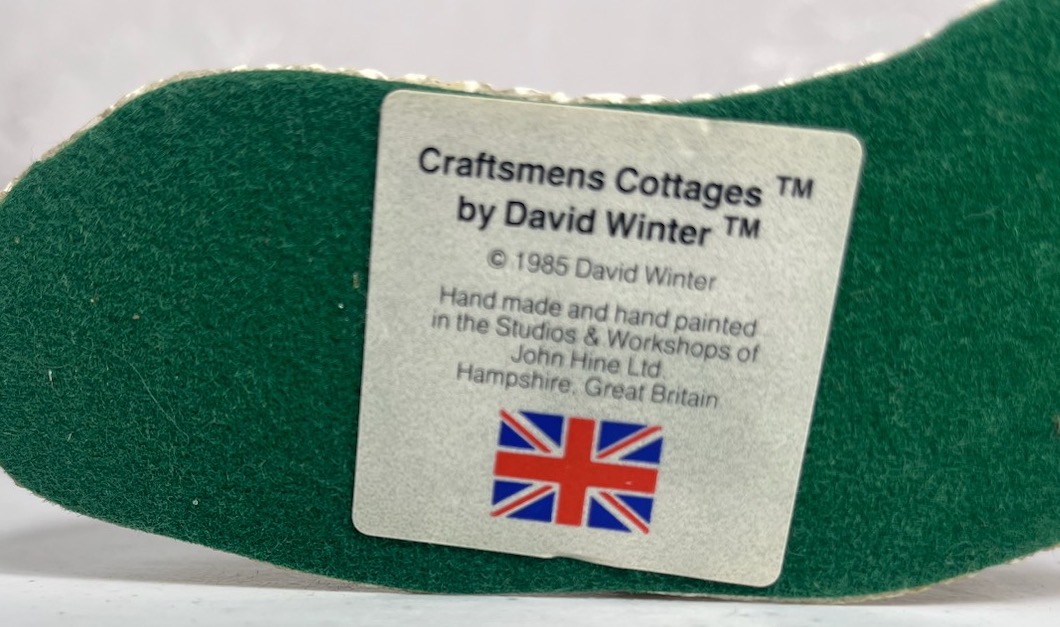 Craftsmens Cottages ™
by David Winter ™
© 1985 David Winter
Hand made and hand painted
in the Studios & Workshops of
John Hine Ltd.
Hampshire, Great Britain